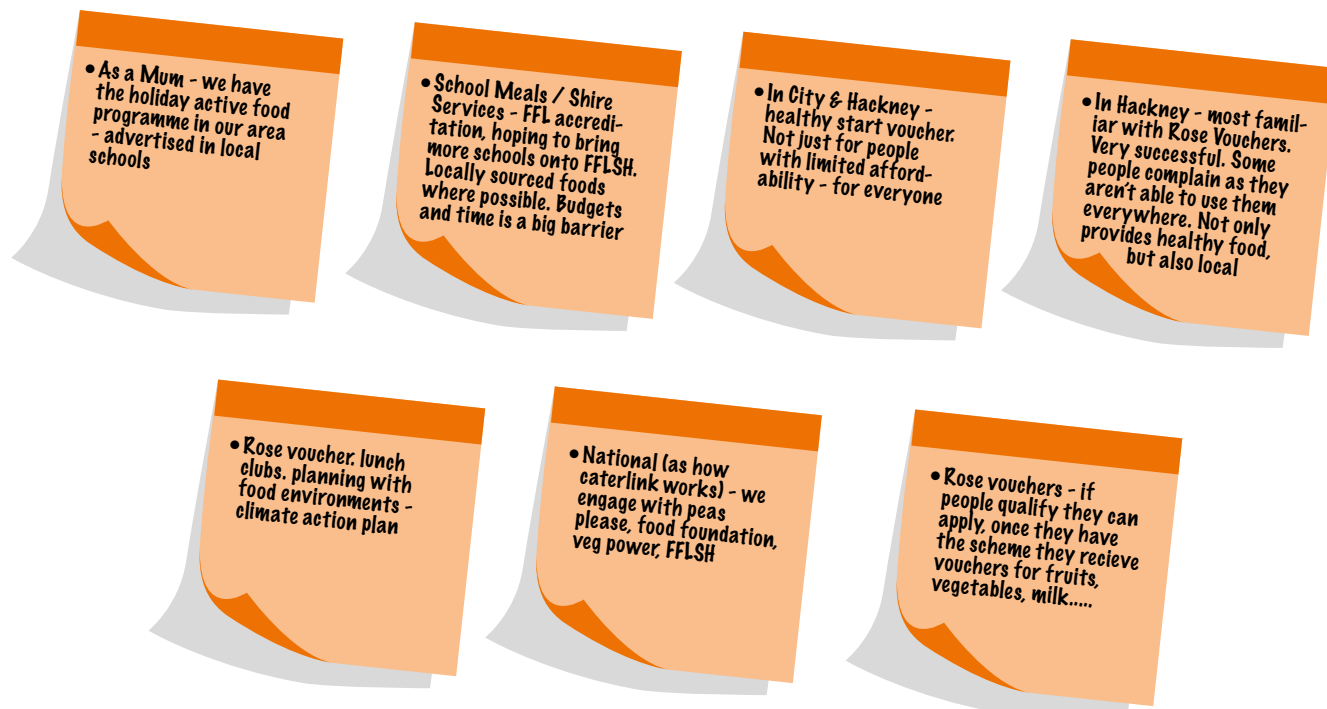 • As a Mum - we have
the holiday active food
programme in our area
- advertised in local
schools
• School Meals / Shire
Services - FFL accredi-
tation, hoping to bring
more schools onto FFLSH.
Locally sourced foods
where possible. Budgets
and time is a big barrier
• In City & Hackney -
healthy start voucher.
Not just for people
with limited afford-
ability - for everyone
• In Hackney - most famil-
iar with Rose Vouchers.
Very successful. Some
people complain as they
aren't able to use them
everywhere. Not only
provides healthy food,
but also local
• Rose voucher. lunch
clubs. planning with
food environments -
climate action plan
• National (as how
caterlink works) - we
engage with peas
please, food foundation,
veg power, FFLSH
• Rose vouchers - if
people qualify they can
apply, once they have
the scheme they recieve
vouchers for fruits,
vegetables, milk.....